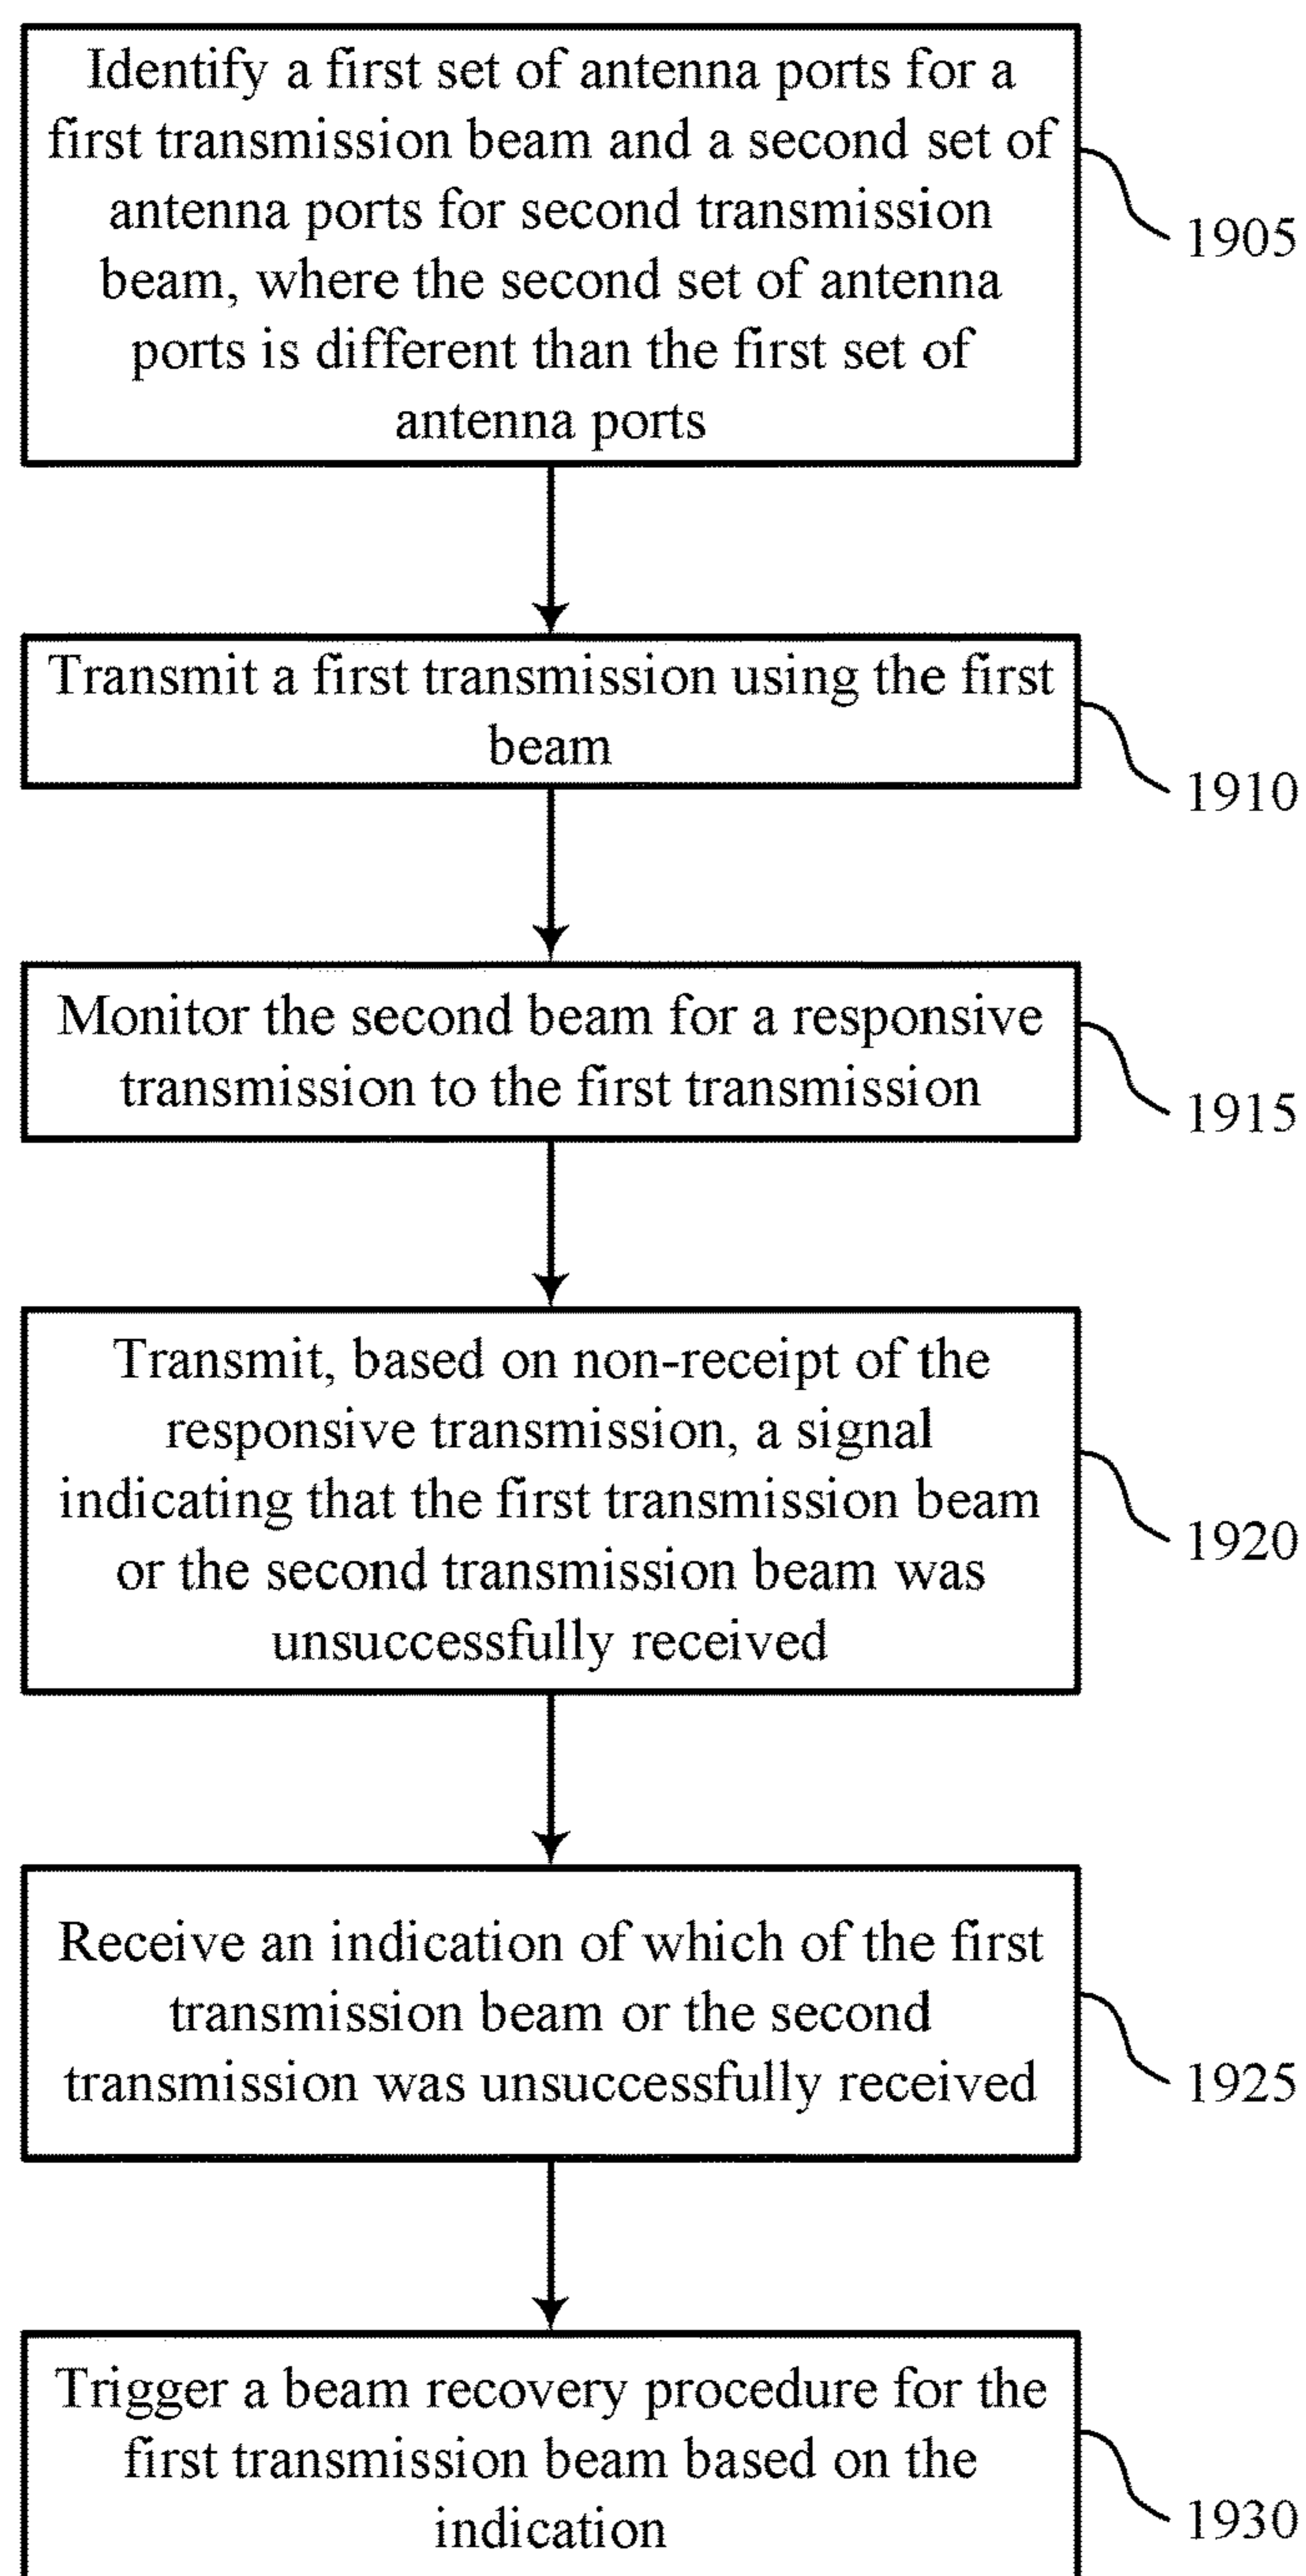 Identify a first set of antenna ports for a
first transmission beam and a second set of
antenna ports for second transmission
beam, where the second set of antenna
ports is different than the first set of
antenna ports
1905
Transmit a first transmission using the first
beam
1910
Monitor the second beam for a responsive
transmission to the first transmission
1915
Transmit, based on non-receipt of the
responsive transmission, a signal
indicating that the first transmission beam
or the second transmission beam was
unsuccessfully received
1920
Receive an indication of which of the first
transmission beam or the second
transmission was unsuccessfully received
1925
Trigger a beam recovery procedure for the
first transmission beam based on the
indication
1930